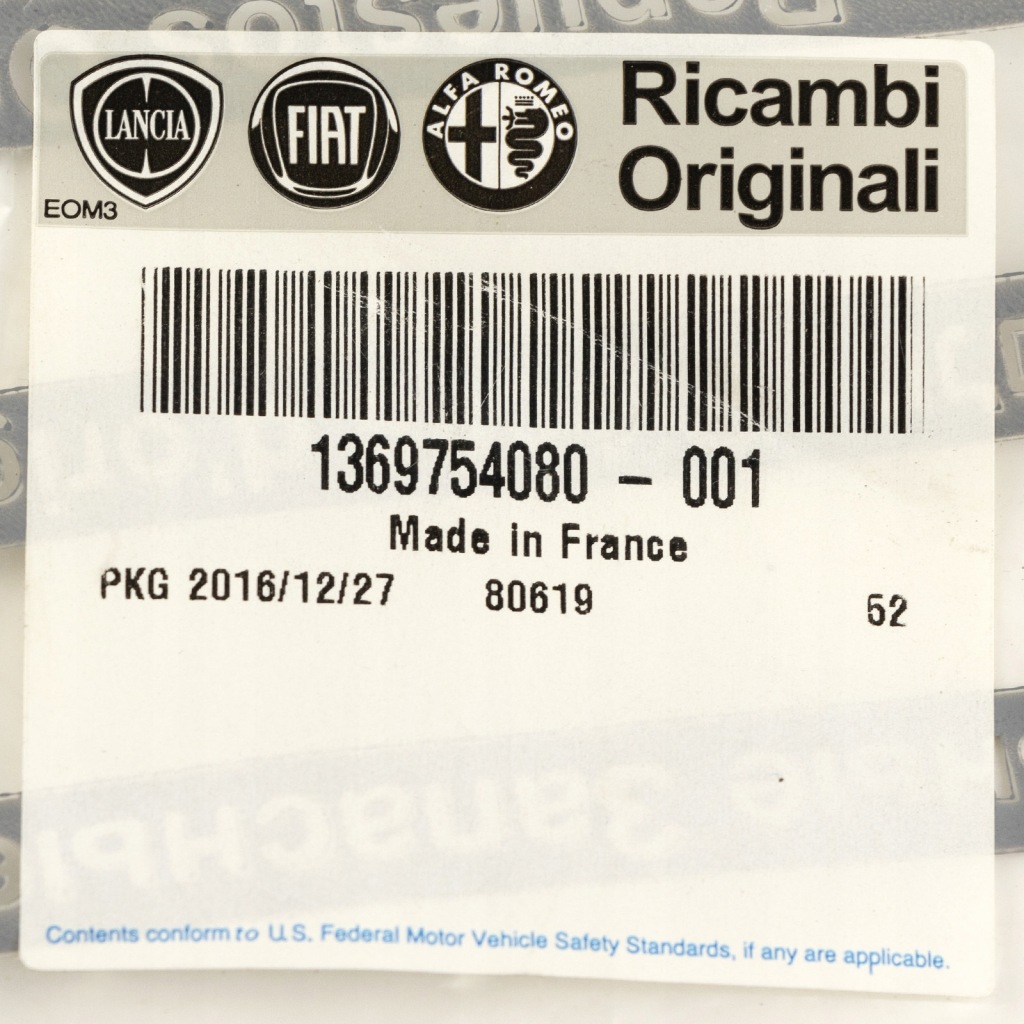 LANCIA
FIAT
ALFA ROMEO
Ricambi
Originali
EOM3
1369754080 - 001
Made in France
PKG 2016/12/27 80619 52
Contents conform to U.S. Federal Motor Vehicle Safety Standards, if any are applicable.